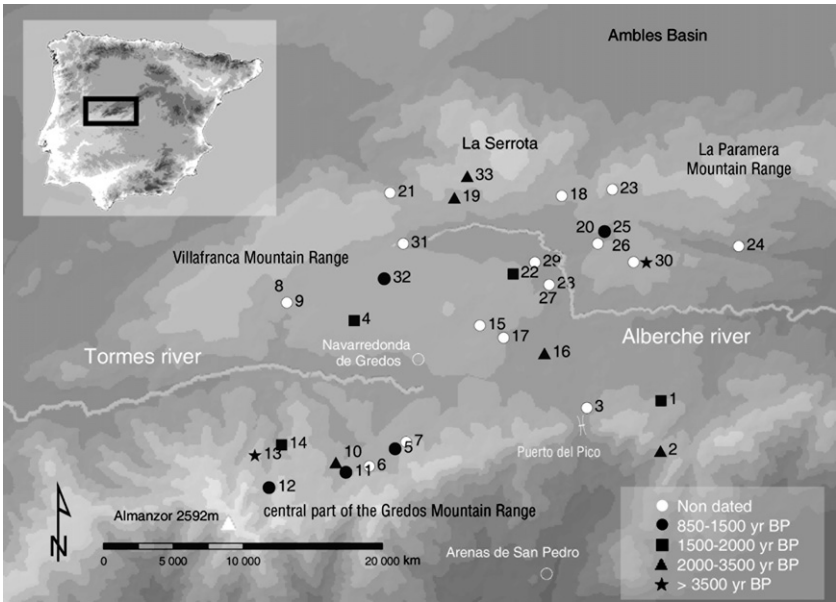 Ambles Basin
La Serrota
La Paramera
Mountain Range
33
19
21
18
23
20
25
26
24
30
31
Villafranca Mountain Range
32
22
29
23
27
8
9
4
15
17
16
Navarredonda
de Gredos
Tormes river
Alberche river
3
1
2
Puerto del Pico
7
5
6
10
11
14
13
12
central part of the Gredos Mountain Range
Almanzor 2592m
N
0
5 000
10 000
20 000 km
Arenas de San Pedro
Non dated
850-1500 yr BP
1500-2000 yr BP
2000-3500 yr BP
> 3500 yr BP